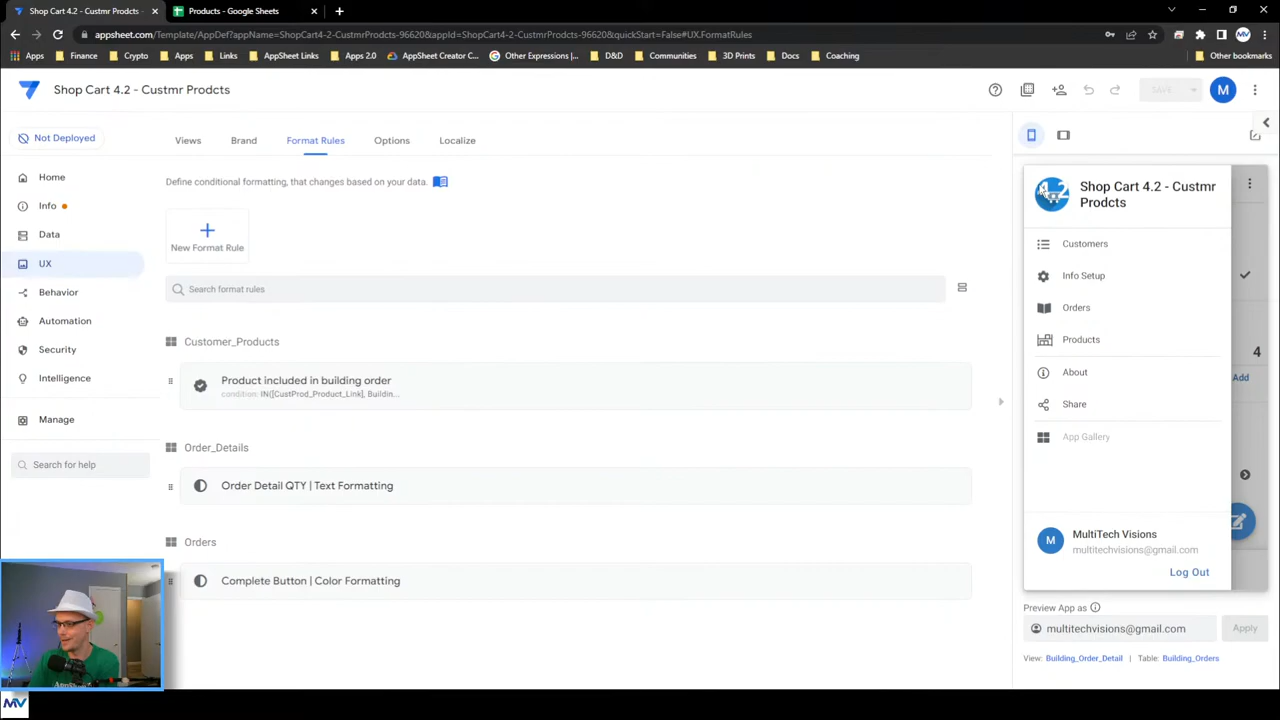 Shop Cart 4.2 - Custmr Prodcts -
Products - Google Sheets
appsheet.com/Template/AppDef?appName=ShopCart4-2-CustmrProdcts-96620&appId=ShopCart4-2-CustmrProdcts-96620&quickStart=False#UX.FormatRules
Apps
Finance
Crypto
Apps
Links
AppSheet Links
Apps 2.0
AppSheet Creator C...
Other Expressions,...
D&D
Communities
3D Prints
Docs
Coaching
Other bookmarks
Shop Cart 4.2 - Custmr Prodcts
SAVE
M
Not Deployed
Home
Info
Data
UX
Behavior
Automation
Security
Intelligence
Manage
Search for help
Views
Brand
Format Rules
Options
Localize
Define conditional formatting, that changes based on your data.
New Format Rule
Search format rules
Customer_Products
Product included in building order
condition: IN([CustProd_Product_Link], Buildin...
Order_Details
Order Detail QTY | Text Formatting
Orders
Complete Button | Color Formatting
4.2
Shop Cart 4.2 - Custmr
Prodcts
Customers
Info Setup
Orders
Products
About
Share
App Gallery
4
Add
M
MultiTech Visions
multitechvisions@gmail.com
Log Out
Preview App as
multitechvisions@gmail.com
Apply
View: Building_Order_Detail | Table: Building_Orders
MV